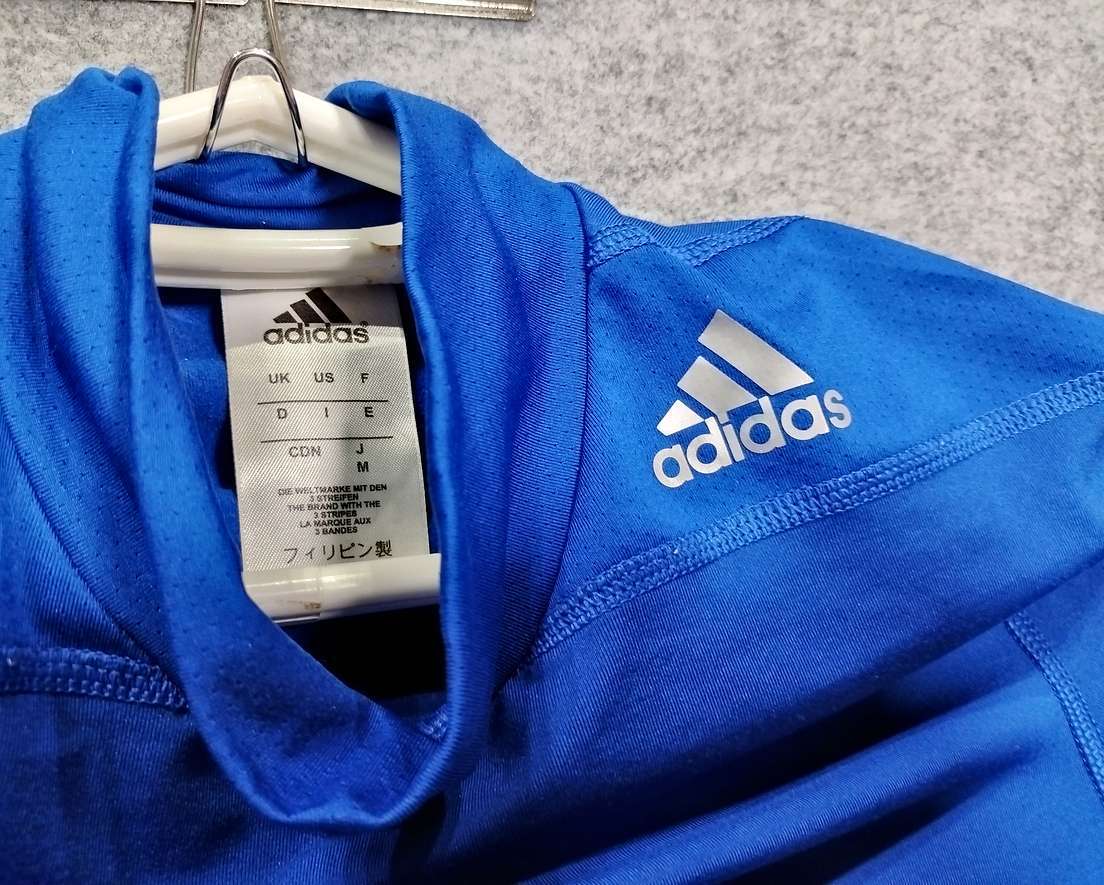 adidas®
UK US F
D I E
CDN J
M
DIE WELTMARKE MIT DEN
3 STREIFEN
THE BRAND WITH THE
3 STRIPES
LA MARQUE AUX
3 BANDES
フィリピン製
adidas